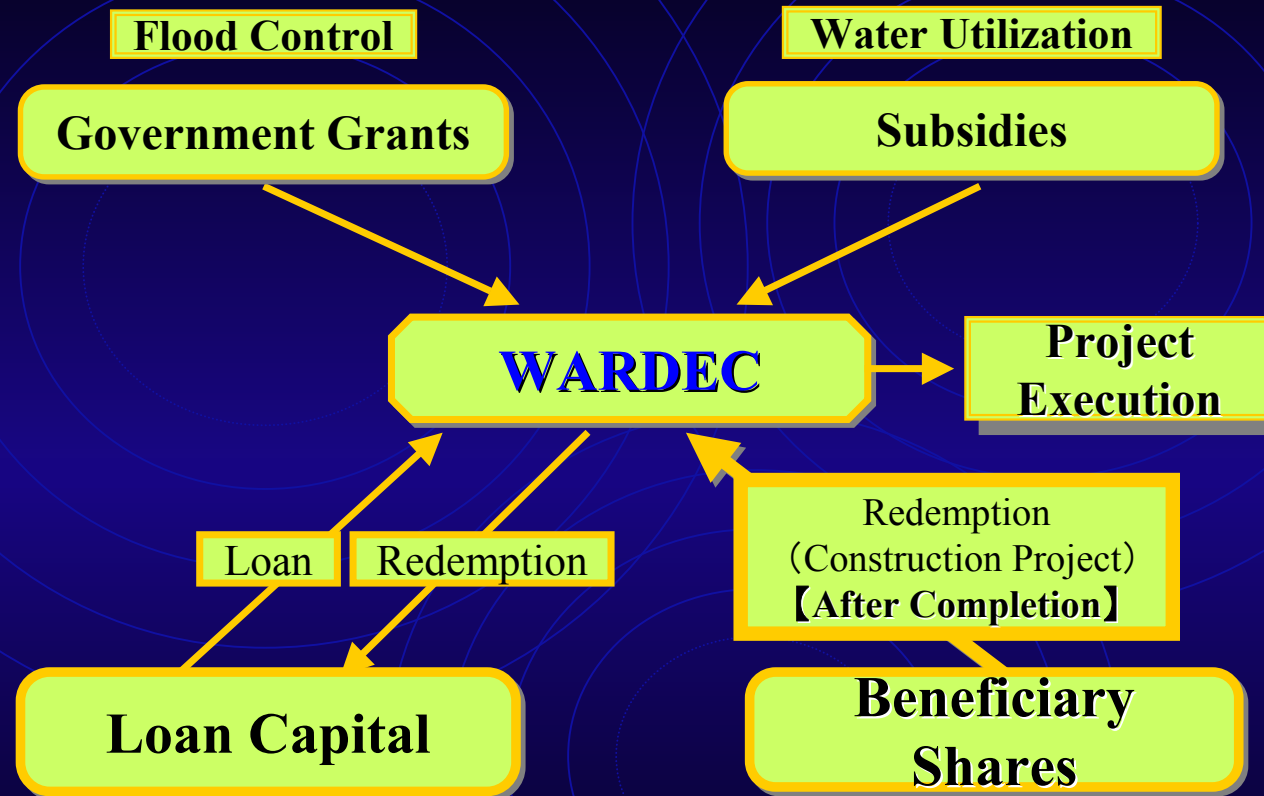 Flood Control
Water Utilization
Government Grants
Subsidies
WARDEC
Project
Execution
Loan
Redemption
Redemption
（Construction Project）
【After Completion】
Loan Capital
Beneficiary
Shares